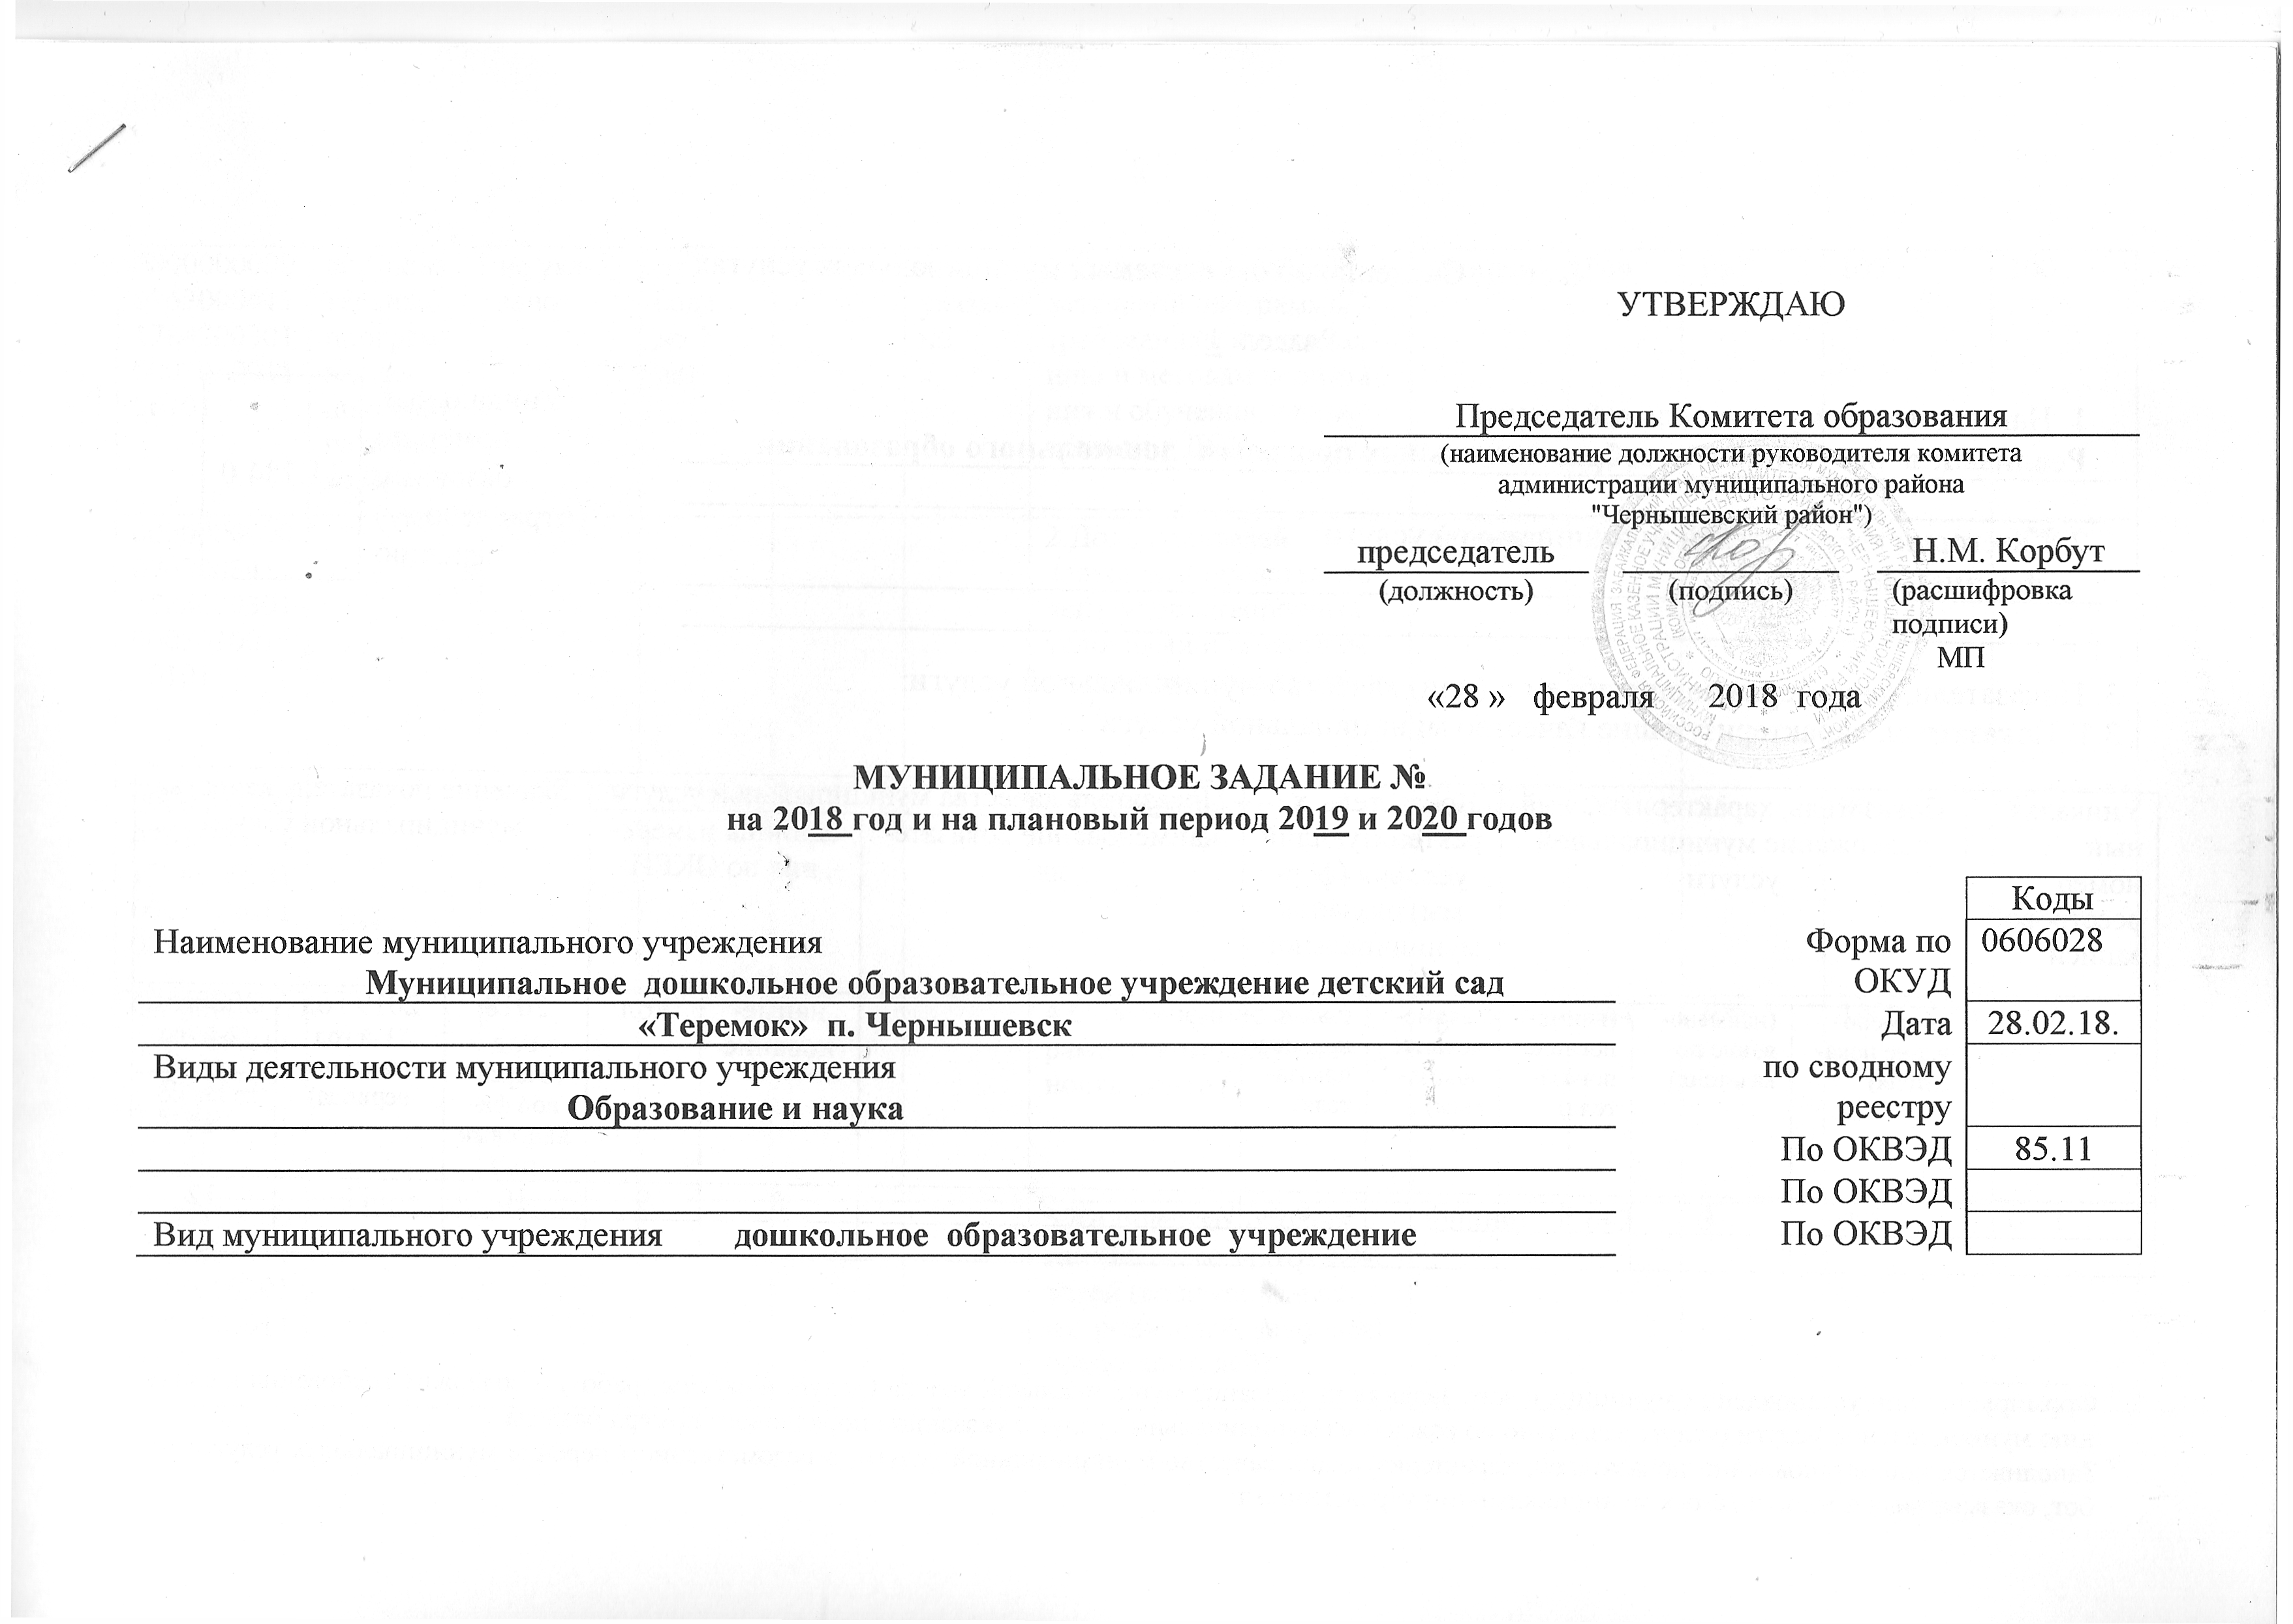 УТВЕРЖДАЮ
Председатель Комитета образования
(наименование должности руководителя комитета
администрации муниципального района
"Чернышевский район")
председатель Н.М. Корбут
(должность) (подпись) (расшифровка
подписи)
МП
«28 » февраля 2018 года
МУНИЦИПАЛЬНОЕ ЗАДАНИЕ №
на 2018 год и на плановый период 2019 и 2020 годов
Коды
Наименование муниципального учреждения Форма по 0606028
Муниципальное дошкольное образовательное учреждение детский сад ОКУД
«Теремок» п. Чернышевск Дата 28.02.18.
Виды деятельности муниципального учреждения по сводному
Образование и наука реестру
По ОКВЭД 85.11
По ОКВЭД
Вид муниципального учреждения дошкольное образовательное учреждение По ОКВЭД